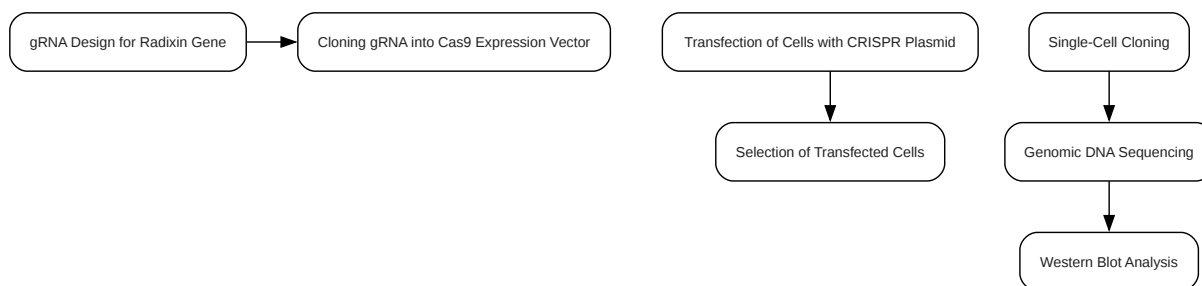 gRNA Design for Radixin Gene
Cloning gRNA into Cas9 Expression Vector
Transfection of Cells with CRISPR Plasmid
Selection of Transfected Cells
Single-Cell Cloning
Genomic DNA Sequencing
Western Blot Analysis